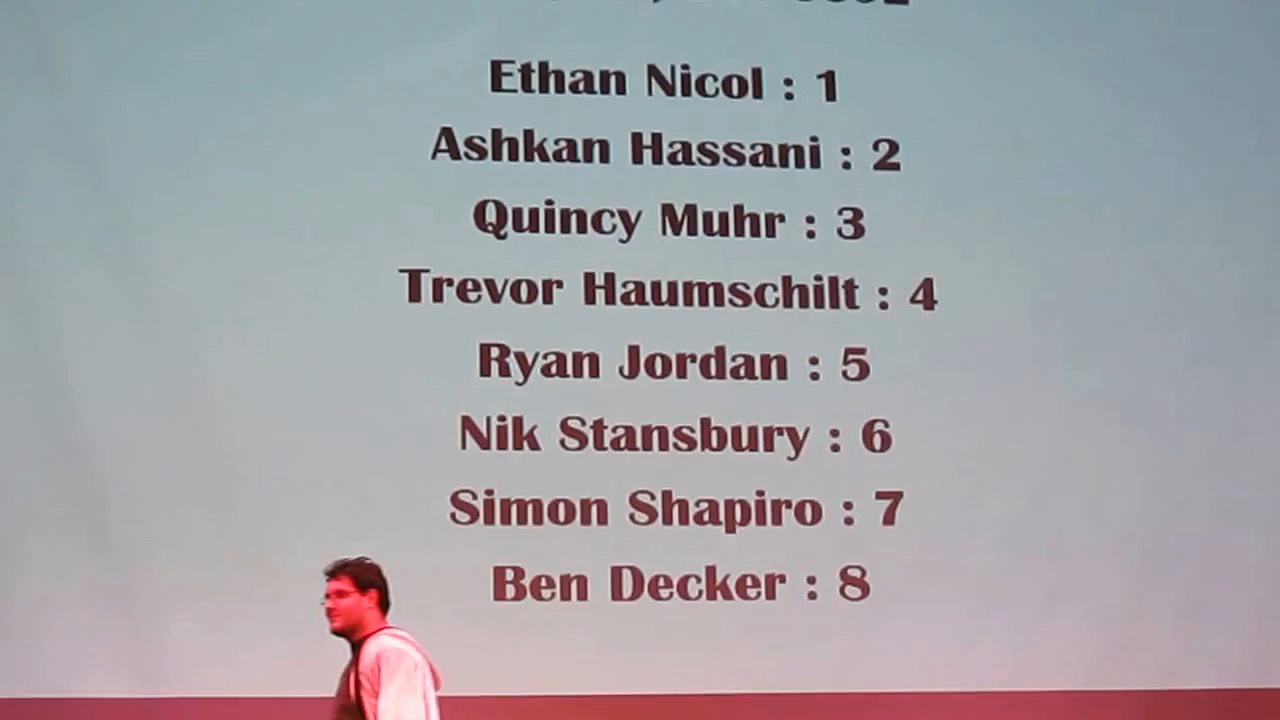 Ethan Nicol : 1
Ashkan Hassani : 2
Quincy Muhr : 3
Trevor Haumschilt : 4
Ryan Jordan : 5
Nik Stansbury : 6
Simon Shapiro : 7
Ben Decker : 8